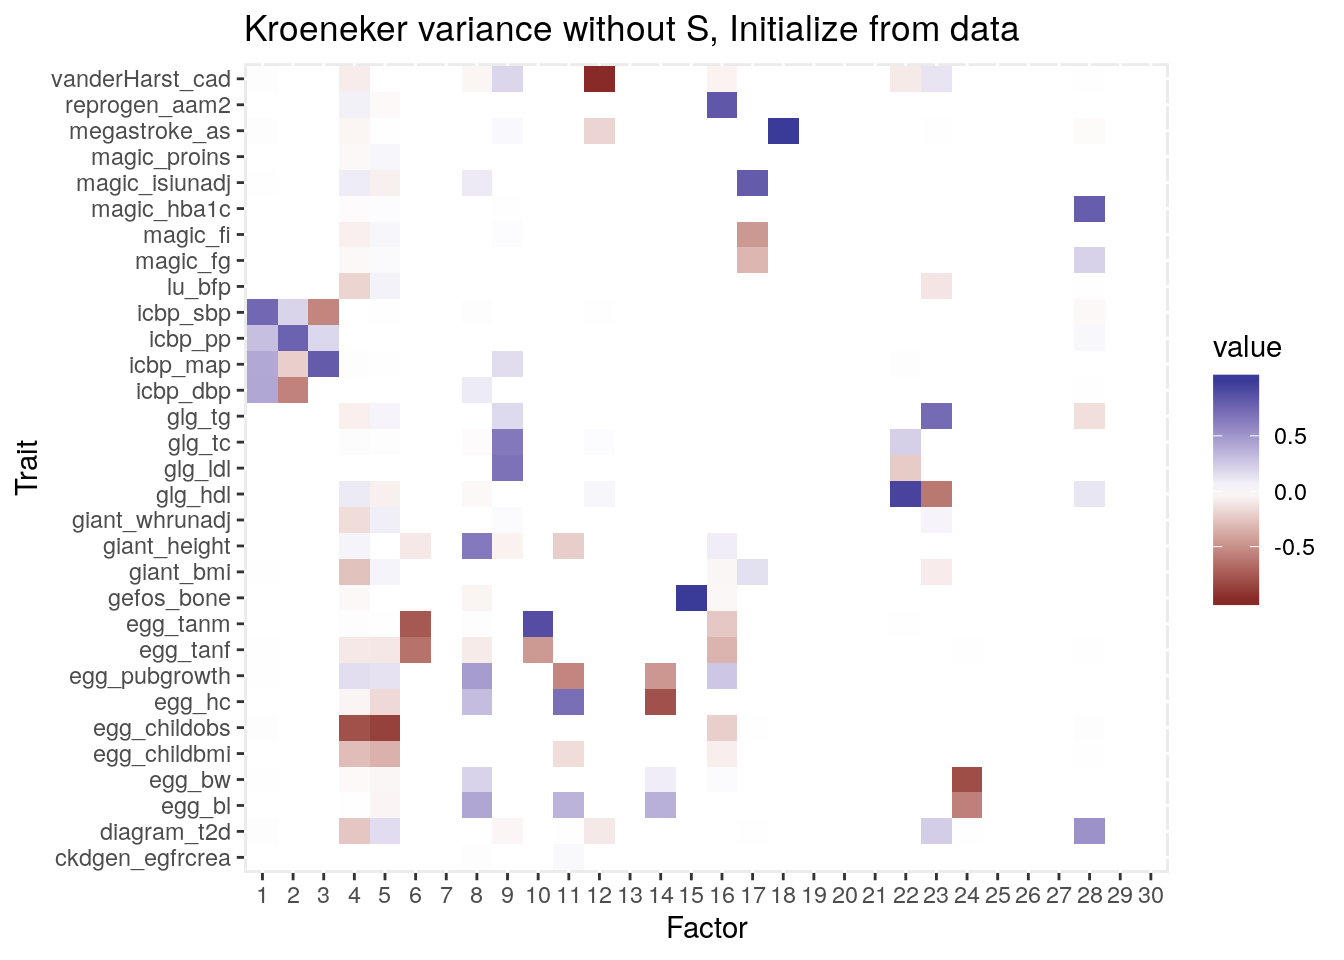 Kroeneker variance without S, Initialize from data
vanderHarst_cad
reprogen_aam2
megastroke_as
magic_proins
magic_isiunadj
magic_hba1c
magic_fi
magic_fg
lu_bfp
icbp_sbp
icbp_pp
icbp_map
icbp_dbp
glg_tg
glg_tc
glg_ldl
glg_hdl
giant_whrunadj
giant_height
giant_bmi
gefos_bone
egg_tanm
egg_tanf
egg_pubgrowth
egg_hc
egg_childobs
egg_childbmi
egg_bw
egg_bl
diagram_t2d
ckdgen_egfrcrea
Trait
1 2 3 4 5 6 7 8 9 10 11 12 13 14 15 16 17 18 19 20 21 22 23 24 26 27 28 29 30
Factor
value
0.5
0.0
-0.5